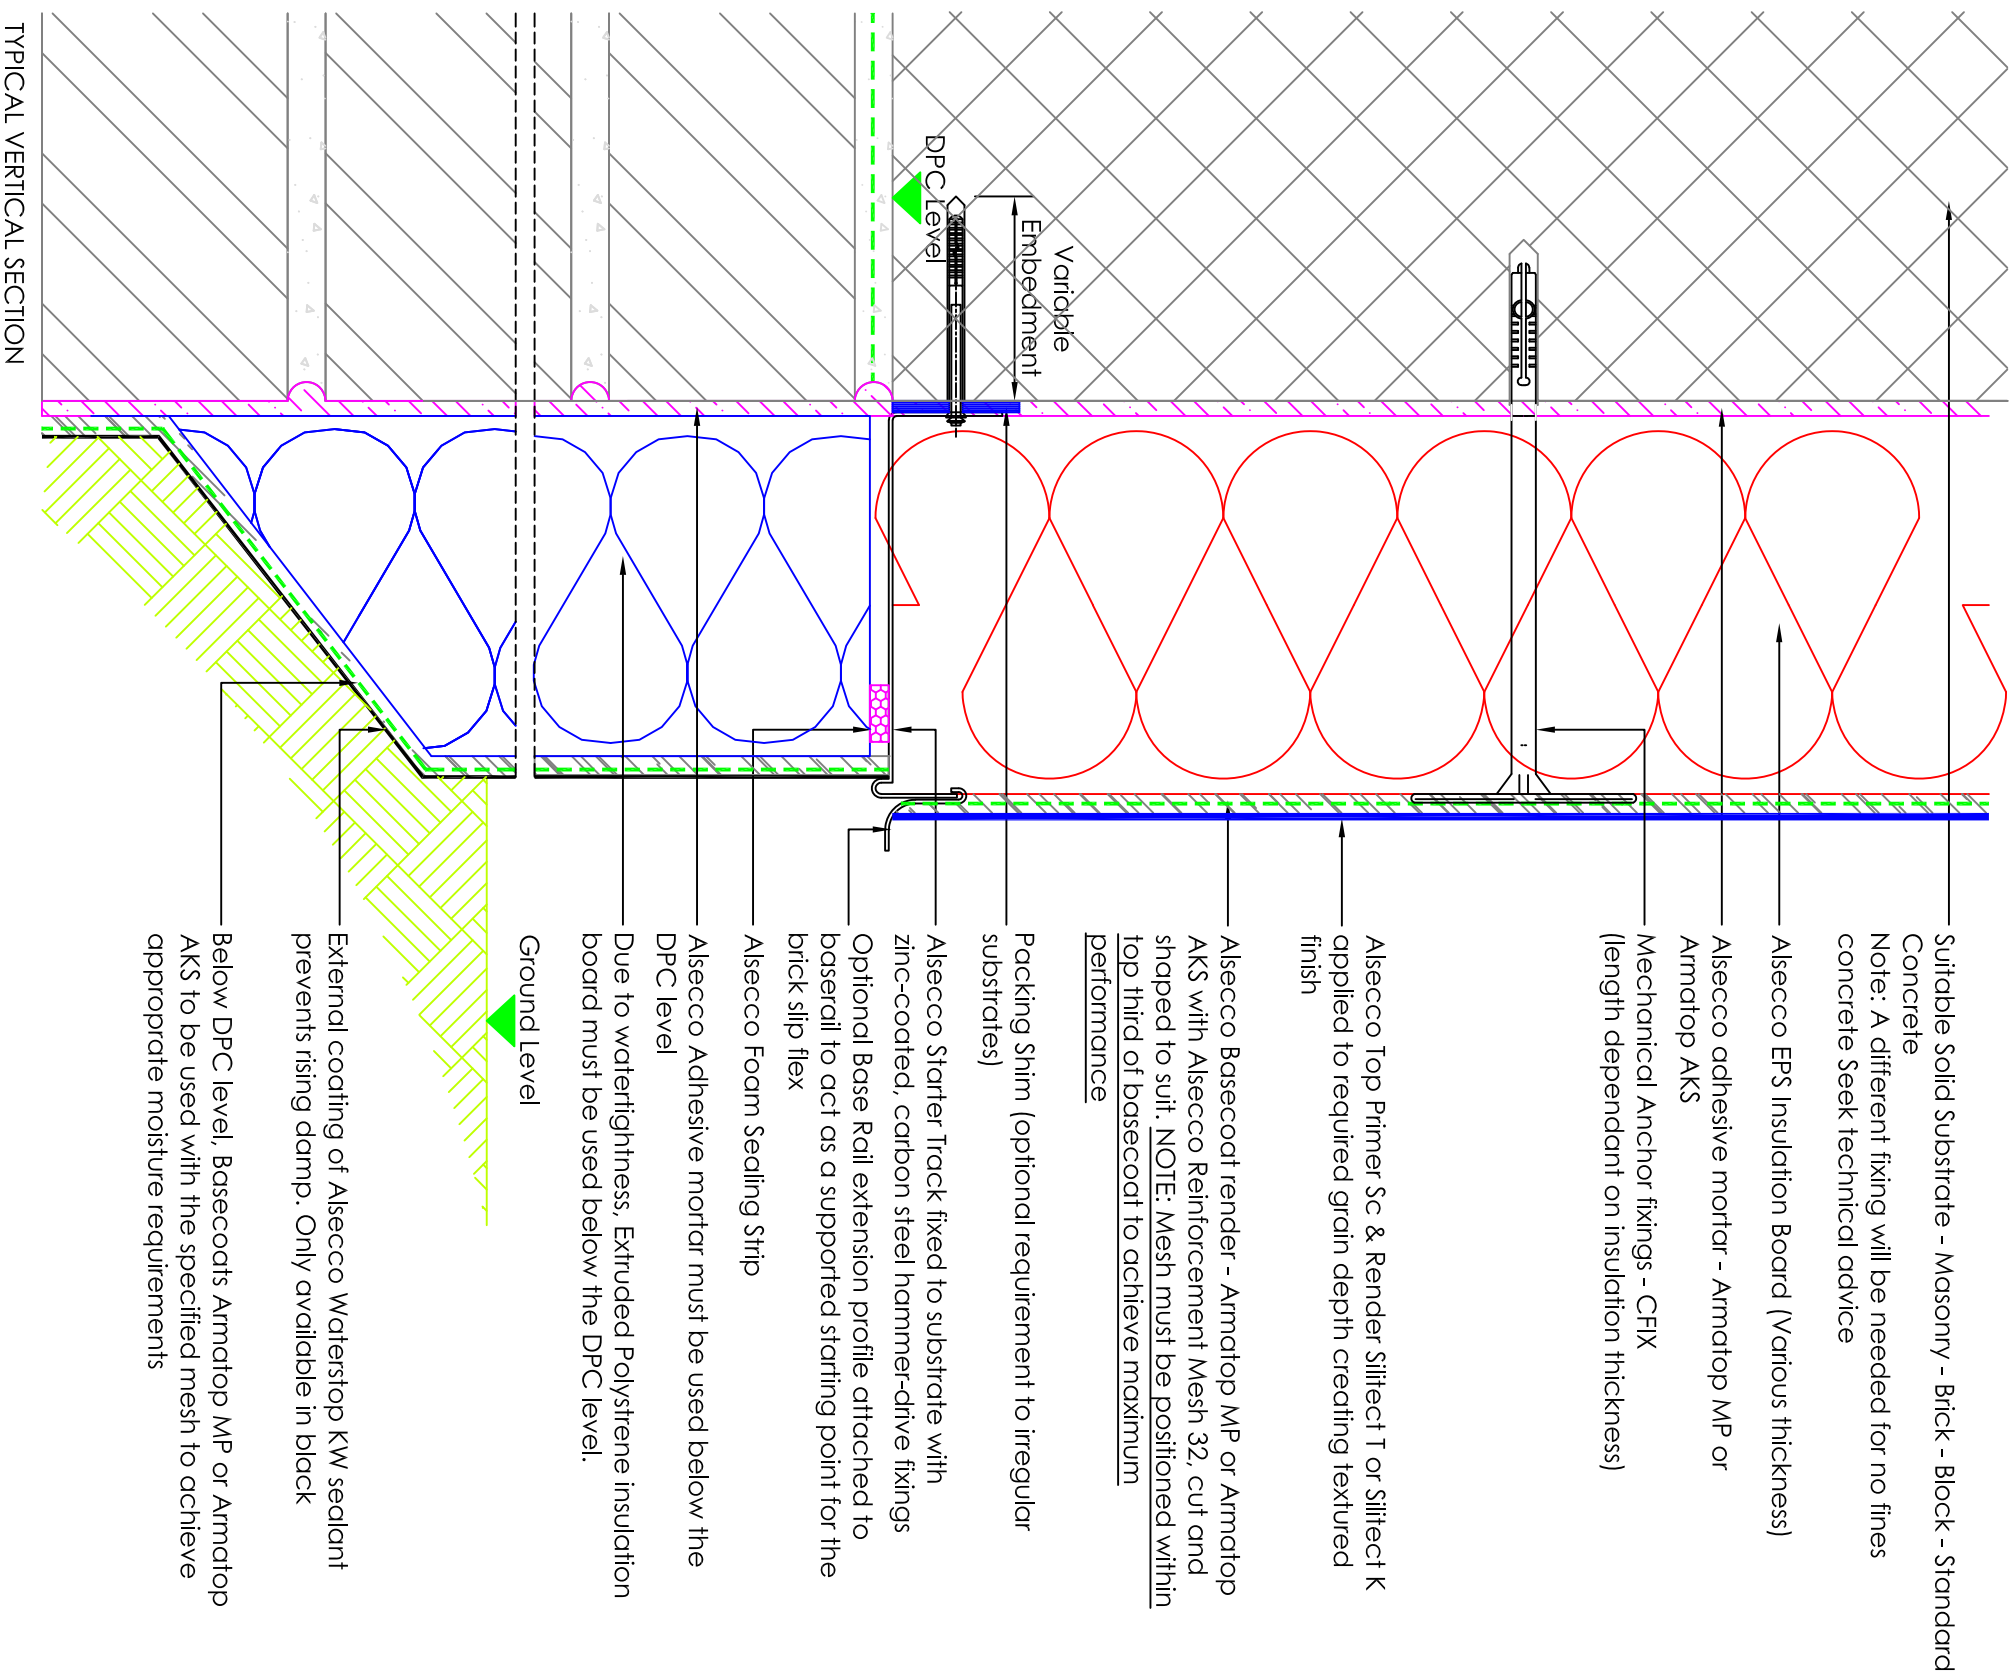 Suitable Solid Substrate - Masonry - Brick - Block - Standard
Concrete
Note: A different fixing will be needed for no fines
concrete Seek technical advice
Alsecco EPS Insulation Board (Various thickness)
Alsecco adhesive mortar - Armatop MP or
Armatop AKS
Mechanical Anchor fixings - CFIX
(length dependant on insulation thickness)
Alsecco Top Primer Sc & Render Silitect T or Silitect K
applied to required grain depth creating textured
finish
Alsecco Basecoat render - Armatop MP or Armatop
AKS with Alsecco Reinforcement Mesh 32, cut and
shaped to suit. NOTE: Mesh must be positioned within
top third of basecoat to achieve maximum
performance
Variable
Embedment
Packing Shim (optional requirement to irregular
substrates)
DPC Level
Alsecco Starter Track fixed to substrate with
zinc-coated, carbon steel hammer-drive fixings
Optional Base Rail extension profile attached to
baserail to act as a supported starting point for the
brick slip flex
Alsecco Foam Sealing Strip
Alsecco Adhesive mortar must be used below the
DPC level
Due to watertightness, Extruded Polystrene insulation
board must be used below the DPC level.
Ground Level
External coating of Alsecco Waterstop KW sealant
prevents rising damp. Only available in black
Below DPC level, Basecoats Armatop MP or Armatop
AKS to be used with the specified mesh to achieve
appropriate moisture requirements
TYPICAL VERTICAL SECTION